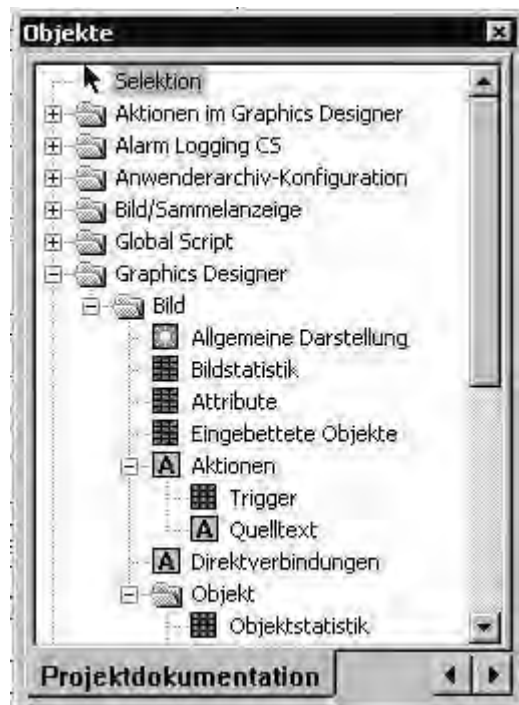 Objekte
Selektion
Aktionen im Graphics Designer
Alarm Logging CS
Anwenderarchiv-Konfiguration
Bild/Sammelanzeige
Global Script
Graphics Designer
Bild
Allgemeine Darstellung
Bildstatistik
Attribute
Eingebettete Objekte
A Aktionen
Trigger
A Quelltext
A Direktverbindungen
Objekt
Objektstatistik
Projektdokumentation